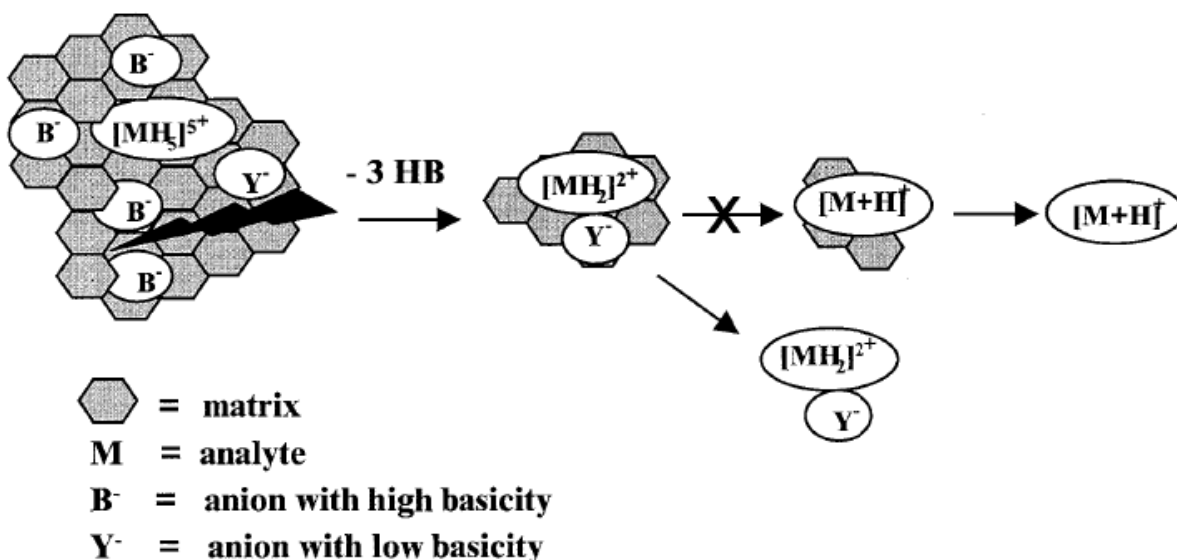 B⁻
B⁻ [MH₅]⁵⁺
Y⁻
B⁻
B⁻
- 3 HB
[MH₂]²⁺
Y⁻
X
[M+H]⁺
[M+H]⁺
[MH₂]²⁺
Y⁻
= matrix
M = analyte
B⁻ = anion with high basicity
Y⁻ = anion with low basicity